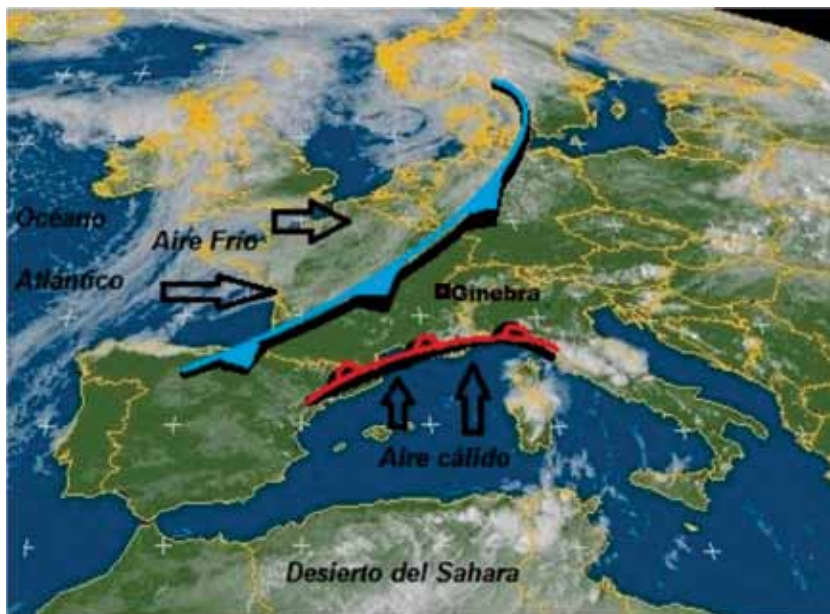 Océano
Aire Frío
Atlántico
Ginebra
Aire cálido
Desierto del Sahara